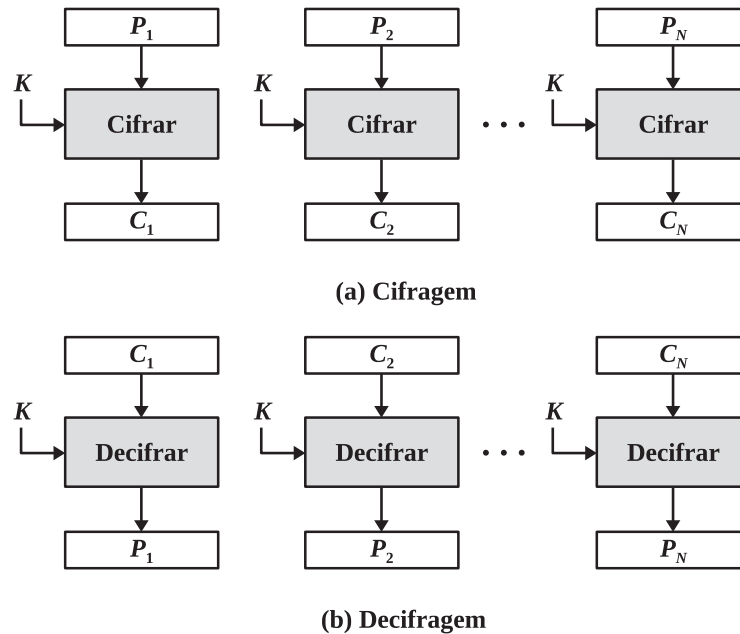 P1 P2 PN
K K K
Cifrar Cifrar ... Cifrar
C1 C2 CN
(a) Cifragem
C1 C2 CN
K K K
Decifrar Decifrar ... Decifrar
P1 P2 PN
(b) Decifragem